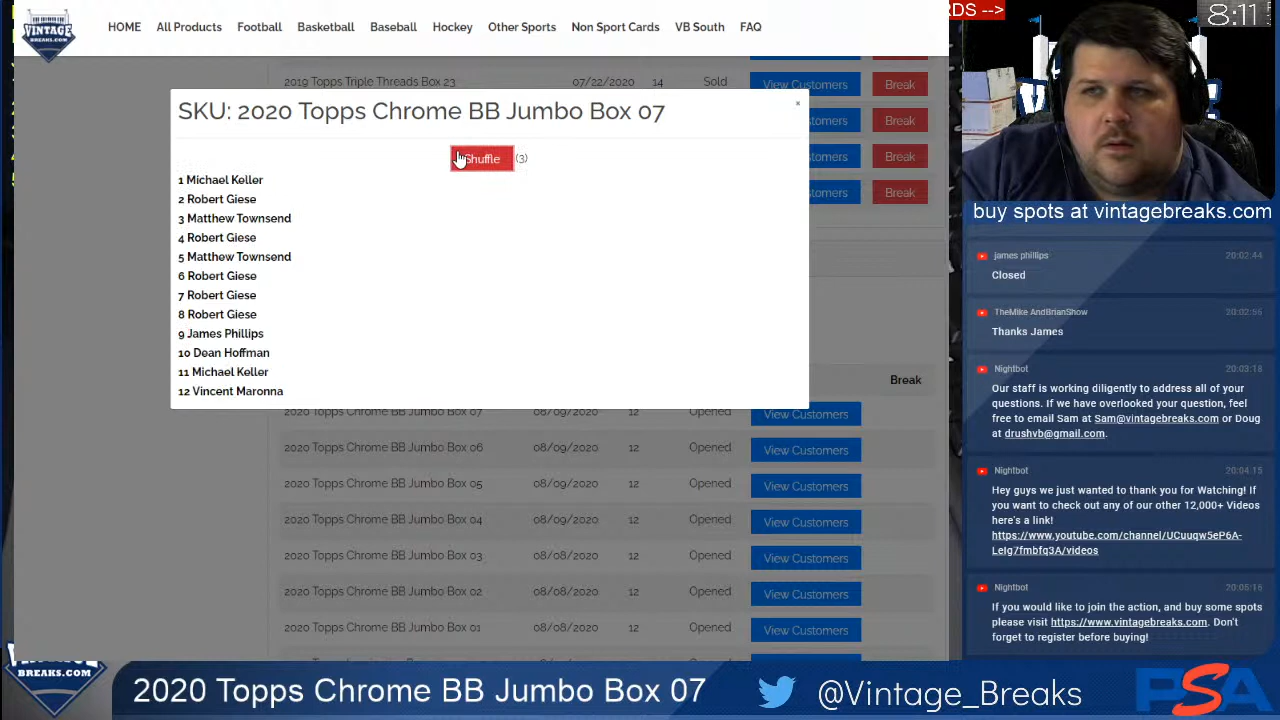 VINTAGE
BREAKS.COM
HOME All Products Football Basketball Baseball Hockey Other Sports Non Sport Cards VB South FAQ
RDS -->
8:11
2019 Topps Triple Threads Box 23 07/22/2020 14 Sold View Customers Break
Break
Break
Break
SKU: 2020 Topps Chrome BB Jumbo Box 07
×
Shuffle (3)
1 Michael Keller
2 Robert Giese
3 Matthew Townsend
4 Robert Giese
5 Matthew Townsend
6 Robert Giese
7 Robert Giese
8 Robert Giese
9 James Phillips
10 Dean Hoffman
11 Michael Keller
12 Vincent Maronna
Break
2020 Topps Chrome BB Jumbo Box 07 08/09/2020 12 Opened View Customers
2020 Topps Chrome BB Jumbo Box 06 08/09/2020 12 Opened View Customers
2020 Topps Chrome BB Jumbo Box 05 08/09/2020 12 Opened View Customers
2020 Topps Chrome BB Jumbo Box 04 08/09/2020 12 Opened View Customers
2020 Topps Chrome BB Jumbo Box 03 08/08/2020 12 Opened View Customers
2020 Topps Chrome BB Jumbo Box 02 08/08/2020 12 Opened View Customers
2020 Topps Chrome BB Jumbo Box 01 08/08/2020 12 Opened View Customers
buy spots at vintagebreaks.com
james phillips 20:02:44
Closed
TheMike AndBrianShow 20:02:56
Thanks James
Nightbot 20:03:18
Our staff is working diligently to address all of your
questions. If we have overlooked your question, feel
free to email Sam at Sam@vintagebreaks.com or Doug
at drushvb@gmail.com.
Nightbot 20:04:15
Hey guys we just wanted to thank you for Watching! If
you want to check out any of our other 12,000+ Videos
here's a link!
https://www.youtube.com/channel/UCuuqw5eP6A-
LeIg7fmbfq3A/videos
Nightbot 20:05:16
If you would like to join the action, and buy some spots
please visit https://www.vintagebreaks.com. Don't
forget to register before buying!
VINTAGE
BREAKS.COM
2020 Topps Chrome BB Jumbo Box 07
@Vintage_Breaks
PSA